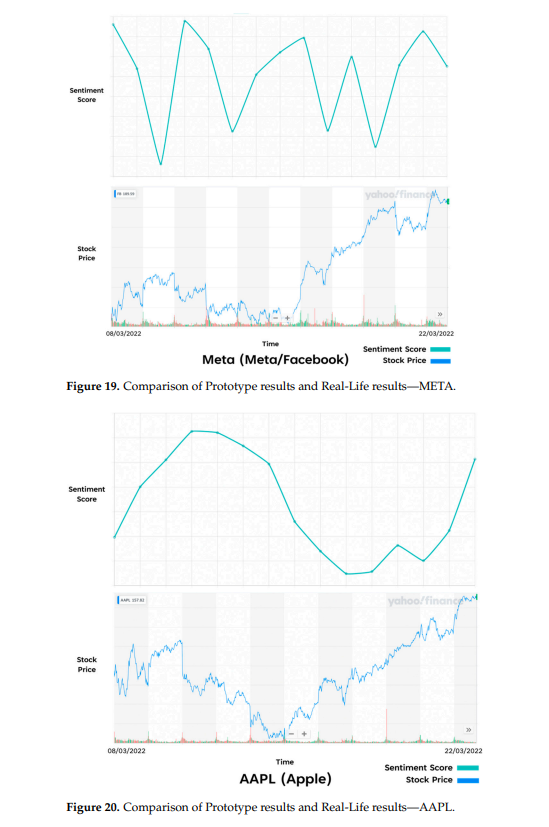 Sentiment
Score
FB 189.09
yahoo/finance
Stock
Price
− +
»
08/03/2022
22/03/2022
Time
Sentiment Score
Meta (Meta/Facebook)
Stock Price
Figure 19. Comparison of Prototype results and Real-Life results—META.
Sentiment
Score
AAPL 157.82
yahoo/finance
Stock
Price
− +
»
08/03/2022
22/03/2022
Time
Sentiment Score
AAPL (Apple)
Stock Price
Figure 20. Comparison of Prototype results and Real-Life results—AAPL.